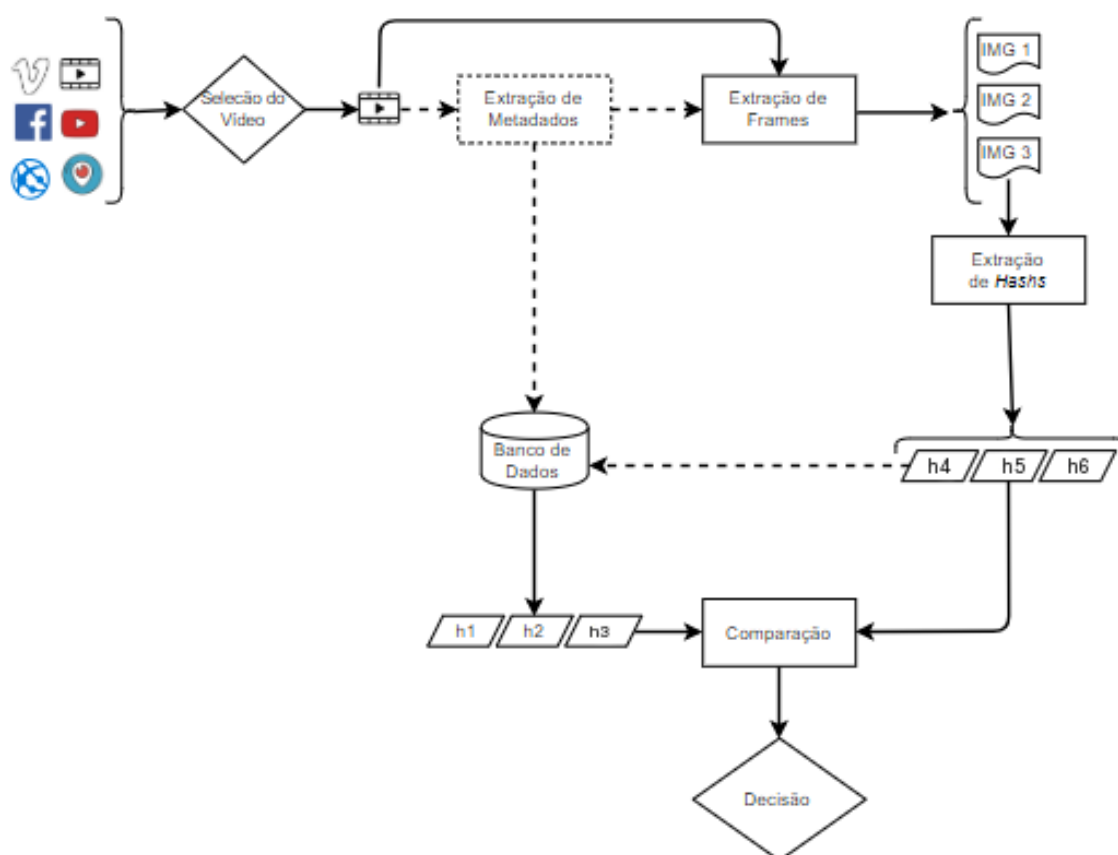 Selecão do
Vídeo
Extração de
Metadados
Extração de
Frames
IMG 1
IMG 2
IMG 3
Extração
de Hashs
Banco de
Dados
h4
h5
h6
h1
h2
h3
Comparação
Decisão